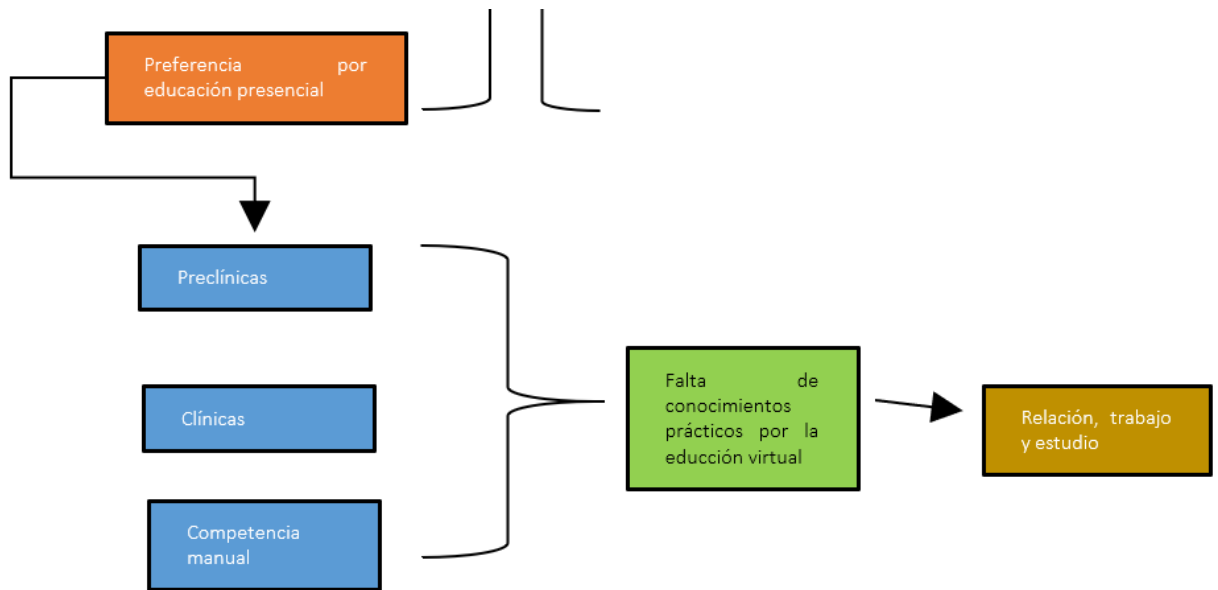 Preferencia por
educación presencial
Preclínicas
Clínicas
Competencia
manual
Falta de
conocimientos
prácticos por la
educción virtual
Relación, trabajo
y estudio